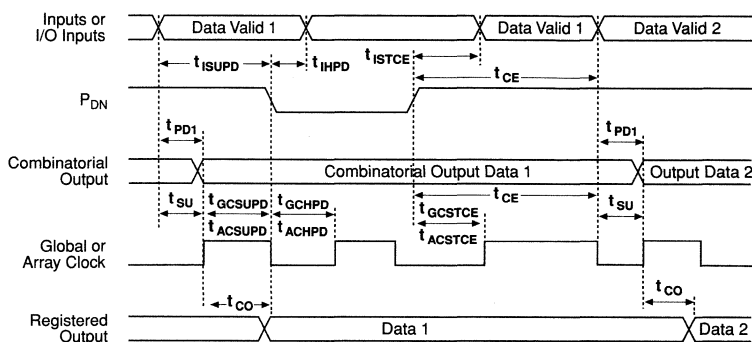 Inputs or
I/O Inputs
Data Valid 1
Data Valid 1
Data Valid 2
tISUPD
tIHPD
tISTCE
tCE
PDN
tPD1
tPD1
Combinatorial
Output
Combinatorial Output Data 1
Output Data 2
tSU
tGCSUPD
tGCHPD
tCE
tSU
tACSUPD
tACHPD
tGCSTCE
tACSTCE
Global or
Array Clock
tCO
tCO
Registered
Output
Data 1
Data 2